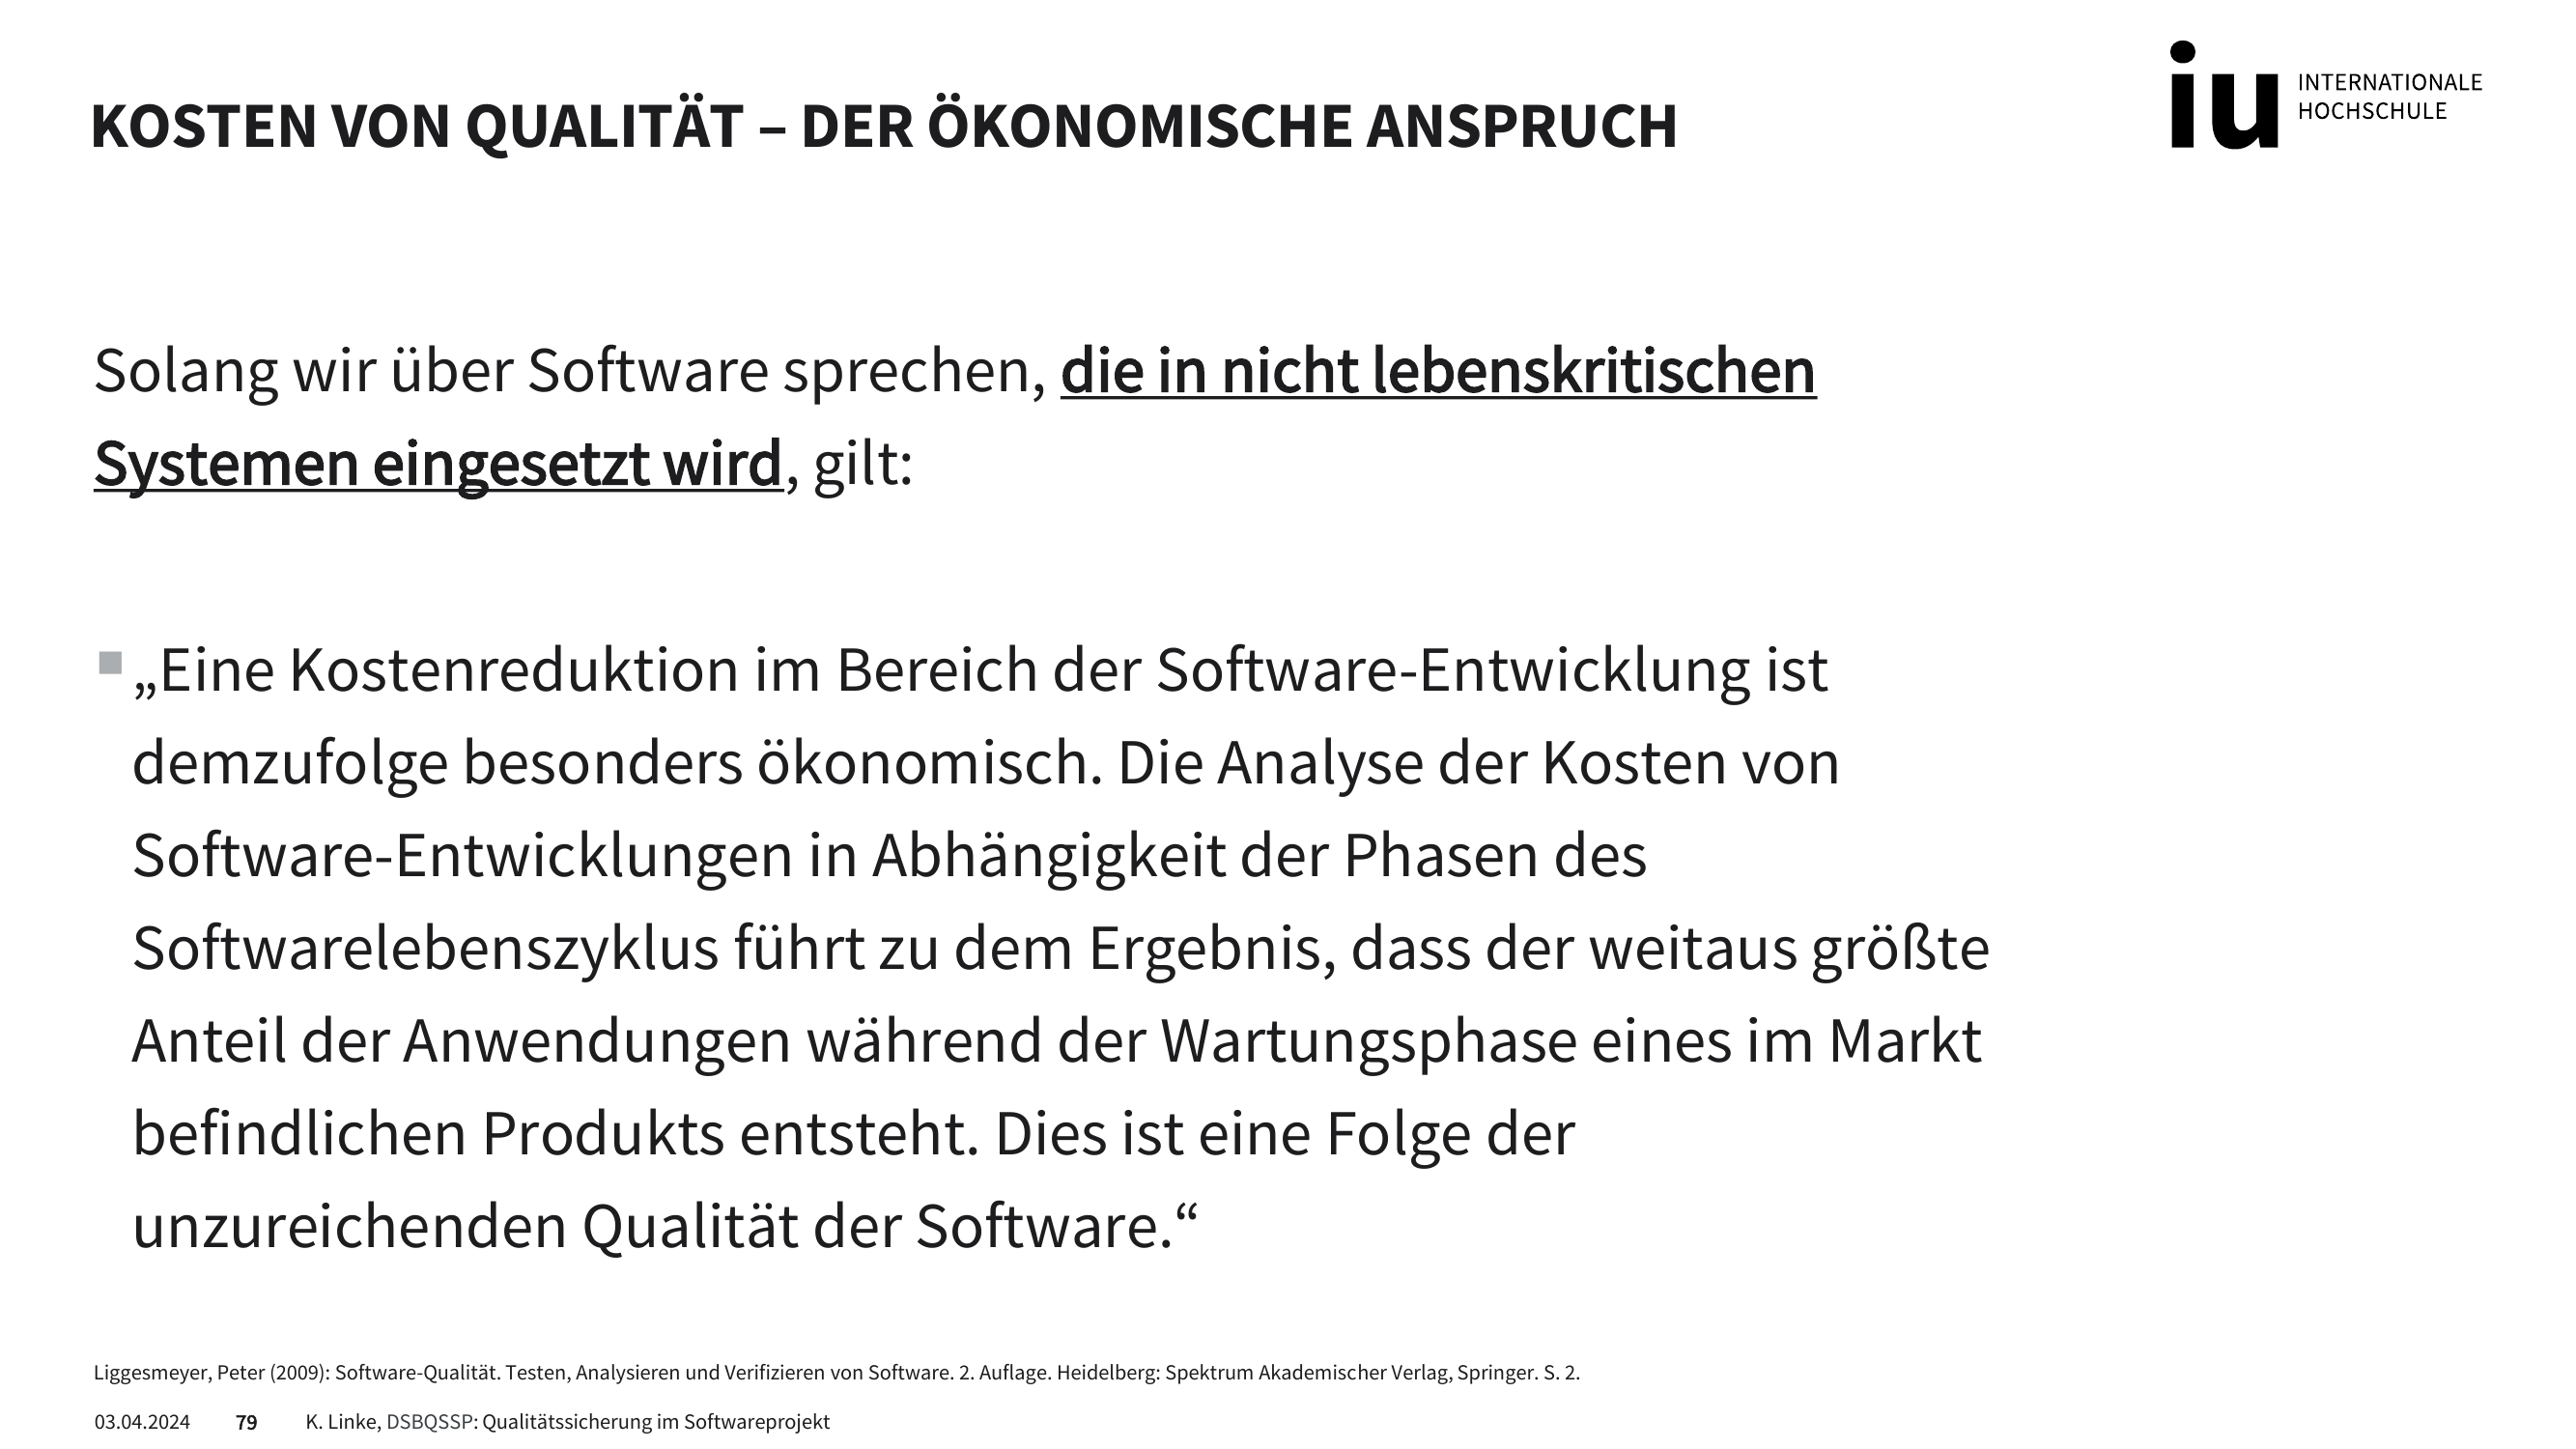 KOSTEN VON QUALITÄT – DER ÖKONOMISCHE ANSPRUCH
iu INTERNATIONALE
HOCHSCHULE
Solang wir über Software sprechen, die in nicht lebenskritischen
Systemen eingesetzt wird, gilt:
„Eine Kostenreduktion im Bereich der Software-Entwicklung ist
demzufolge besonders ökonomisch. Die Analyse der Kosten von
Software-Entwicklungen in Abhängigkeit der Phasen des
Softwarelebenszyklus führt zu dem Ergebnis, dass der weitaus größte
Anteil der Anwendungen während der Wartungsphase eines im Markt
befindlichen Produkts entsteht. Dies ist eine Folge der
unzureichenden Qualität der Software.“
Liggesmeyer, Peter (2009): Software-Qualität. Testen, Analysieren und Verifizieren von Software. 2. Auflage. Heidelberg: Spektrum Akademischer Verlag, Springer. S. 2.
03.04.2024 79 K. Linke, DSBQSSP: Qualitätssicherung im Softwareprojekt